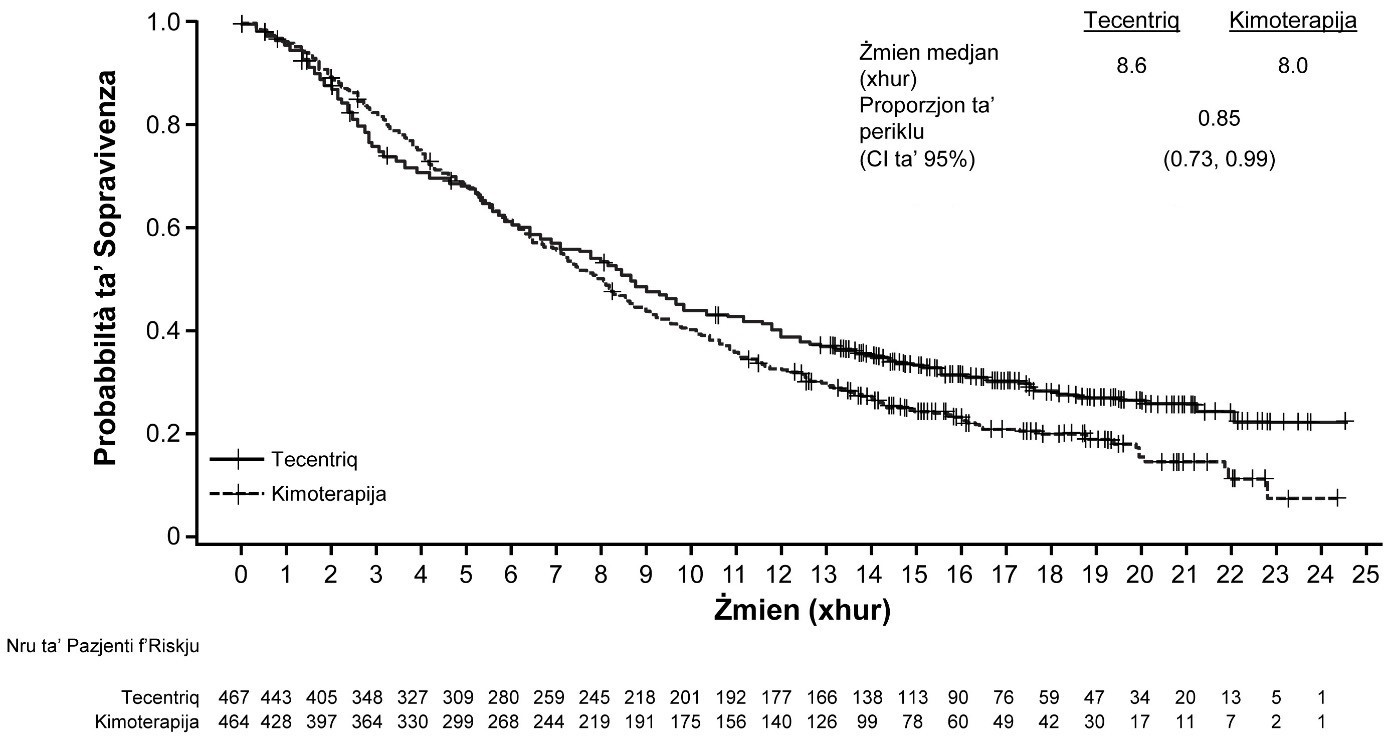 Tecentriq Kimoterapija
Żmien medjan
(xhur)
8.6 8.0
Proporzjon ta’
periklu
0.85
(CI ta’ 95%) (0.73, 0.99)
Probabbiltà ta’ Sopravivenza
1.0
0.8
0.6
0.4
0.2
0
Tecentriq
Kimoterapija
0 1 2 3 4 5 6 7 8 9 10 11 12 13 14 15 16 17 18 19 20 21 22 23 24 25
Żmien (xhur)
Nru ta’ Pazjenti f’Riskju
Tecentriq 467 443 405 348 327 309 280 259 245 218 201 192 177 166 138 113 90 76 59 47 34 20 13 5 1
Kimoterapija 464 428 397 364 330 299 268 244 219 191 175 156 140 126 99 78 60 49 42 30 17 11 7 2 1